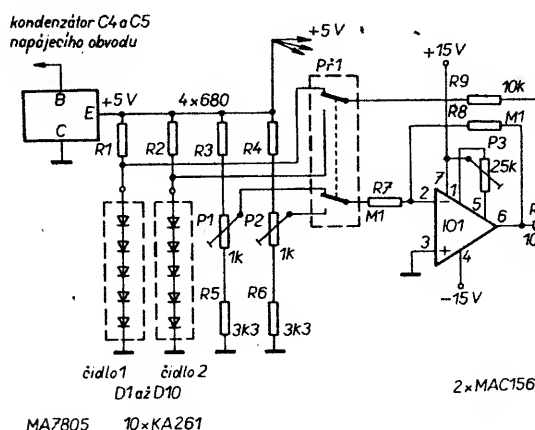 kondenzátor C4 a C5
napájecího obvodu
+5 V
+15 V
Př1
R9
10k
B
E
+5 V
4×680
C
R1
R2
R3
R4
R8
M1
P3
25k
R7
M1
7
1
2
5
6
IO1
3
4
-15 V
P1
1k
P2
1k
R5
3k3
R6
3k3
čidlo 1
čidlo 2
D1 až D10
2×MAC156
MA7805
10×KA261